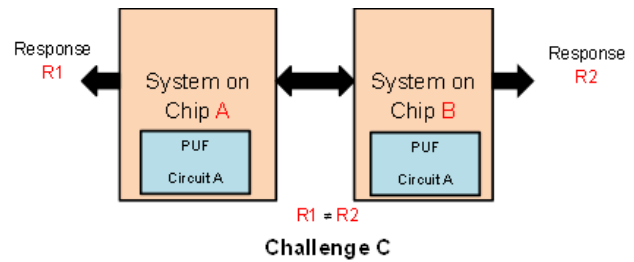 Response
R1
System on
Chip A
PUF
Circuit A
System on
Chip B
PUF
Circuit A
Response
R2
R1 ≠ R2
Challenge C